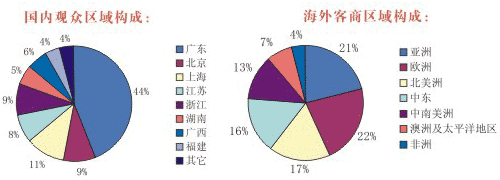 国内观众区域构成：
44%
9%
11%
8%
9%
5%
6%
4%
4%
广东
北京
上海
江苏
浙江
湖南
广西
福建
其它
海外客商区域构成：
21%
22%
17%
16%
13%
7%
4%
亚洲
欧洲
北美洲
中东
中南美洲
澳洲及太平洋地区
非洲